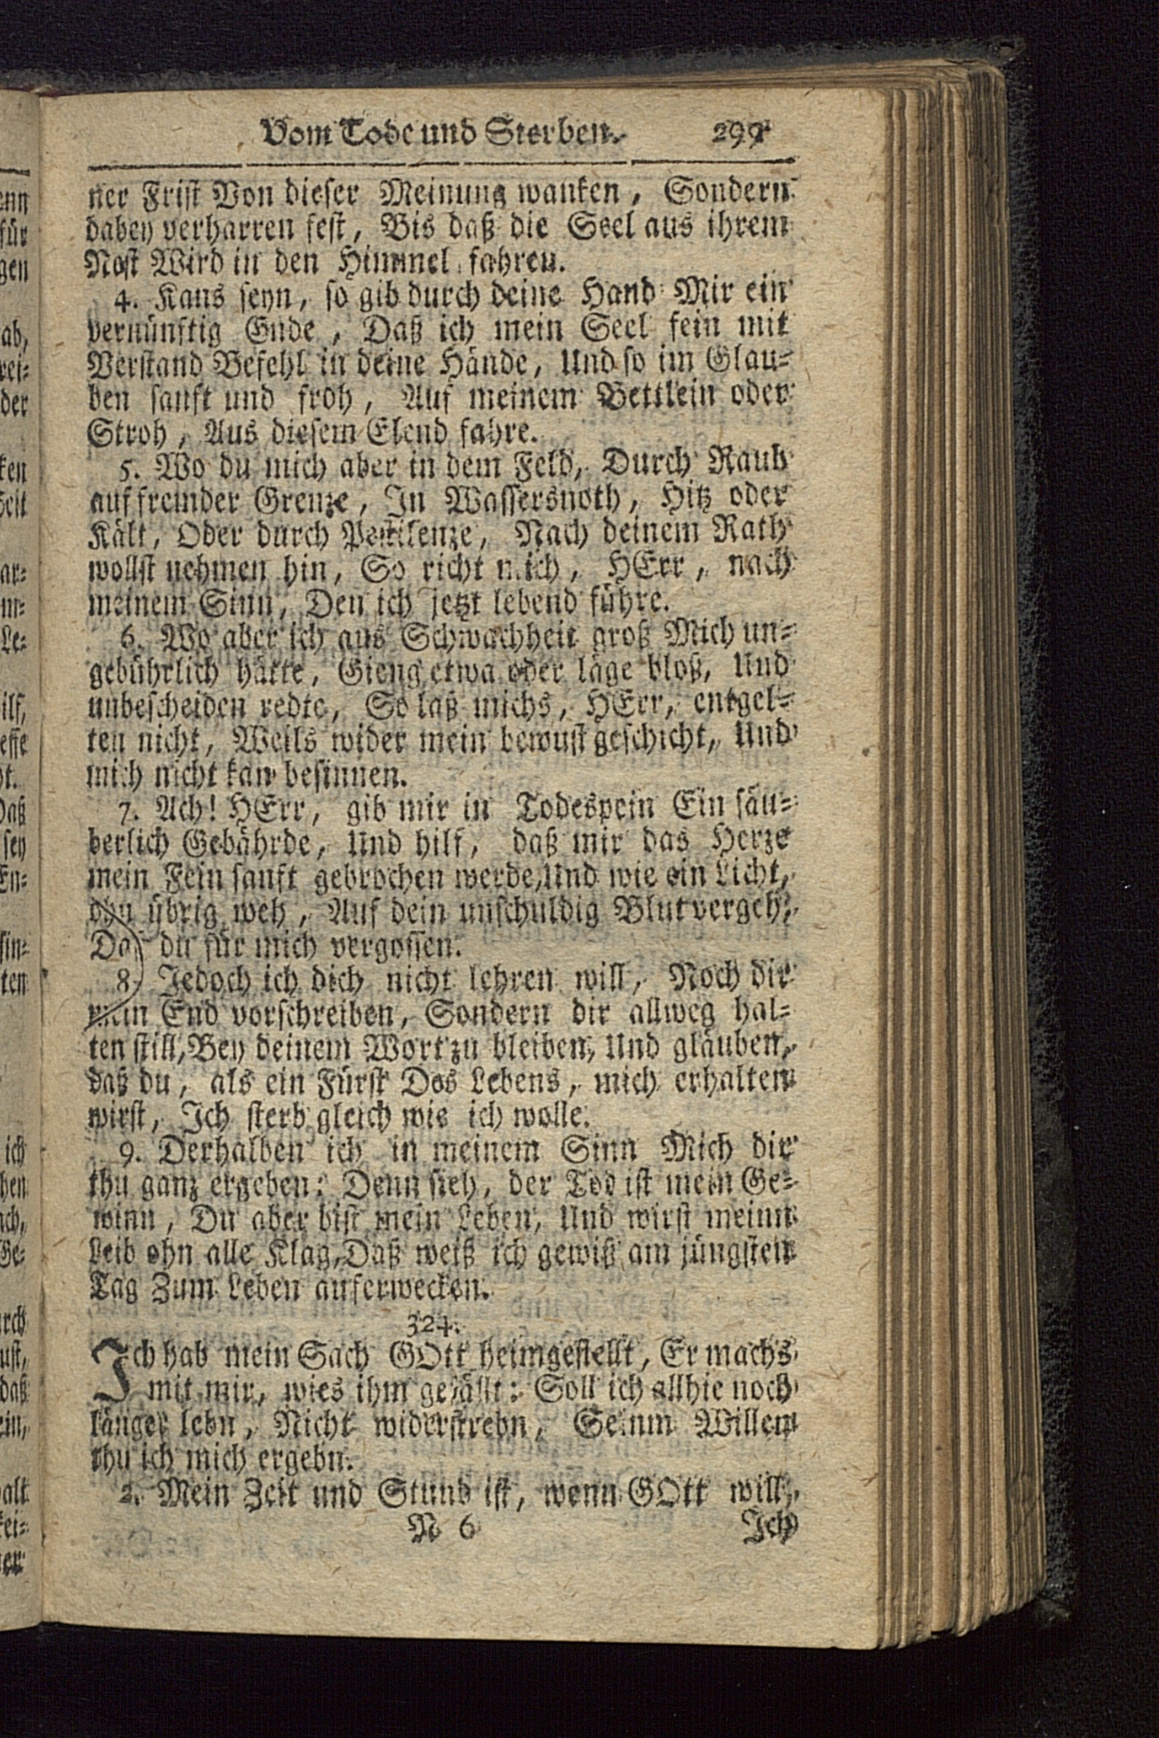 Vom Tode und Sterben. 299
ner Frist Von dieser Meinung wanken, Sondern
dabey verharren fest, Bis daß die Seel aus ihrem
Nest Wird in den Himmel fahren.
4. Kans seyn, so gib durch deine Hand Mir ein
vernünftig Ende, Daß ich mein Seel fein mit
Verstand Befehl in deine Hände, Und so im Glau-
ben sanft und froh, Auf meinem Bettlein oder
Stroh, Aus diesem Elend fahre.
5. Wo du mich aber in dem Feld, Durch Raub
auf fremder Grenze, In Wassersnoth, Hitz oder
Kält, Oder durch Pestilenze, Nach deinem Rath
wollst nehmen hin, So richt mich, HErr, nach
meinem Sinn, Den ich jetzt lebend führe.
6. Wo aber ich aus Schwachheit groß Mich un-
gebührlich hätte, Gieng etwa oder läge bloß, Und
unbescheiden redte, So laß michs, HErr, entgel-
ten nicht, Weils wider mein bewust geschicht, Und
mich nicht kan besinnen.
7. Ach! HErr, gib mir in Todespein Ein säu-
berlich Gebährde, Und hilf, daß mir das Herze
mein Fein sanft gebrochen werde, Und wie ein Licht,
ohn übrig weh, Auf dein unschuldig Blut vergeh,
Das du für mich vergossen.
8. Jedoch ich dich nicht lehren will, Noch dir
mein End vorschreiben, Sondern dir allweg hal-
ten still, Bey deinem Wort zu bleiben, Und gläuben,
daß du, als ein Fürst Des Lebens, mich erhalten
wirst, Ich sterb gleich wie ich wolle.
9. Derhalben ich in meinem Sinn Mich dir
thu ganz ergeben: Denn sieh, der Tod ist mein Ge-
winn, Du aber bist mein Leben, Und wirst meinn
Leib ohn alle Klag, Daß weiß ich gewiß, am jüngsten
Tag Zum Leben auferwecken.
324.
Ich hab mein Sach GOtt heimgestellt, Er machs
mit mir, wies ihm gefällt: Soll ich allhie noch
länger lebn, Nicht widerstrebn, Seinm Willen
thu ich mich ergebn.
2. Mein Zeit und Stund ist, wenn GOtt will,
N 6 Ich